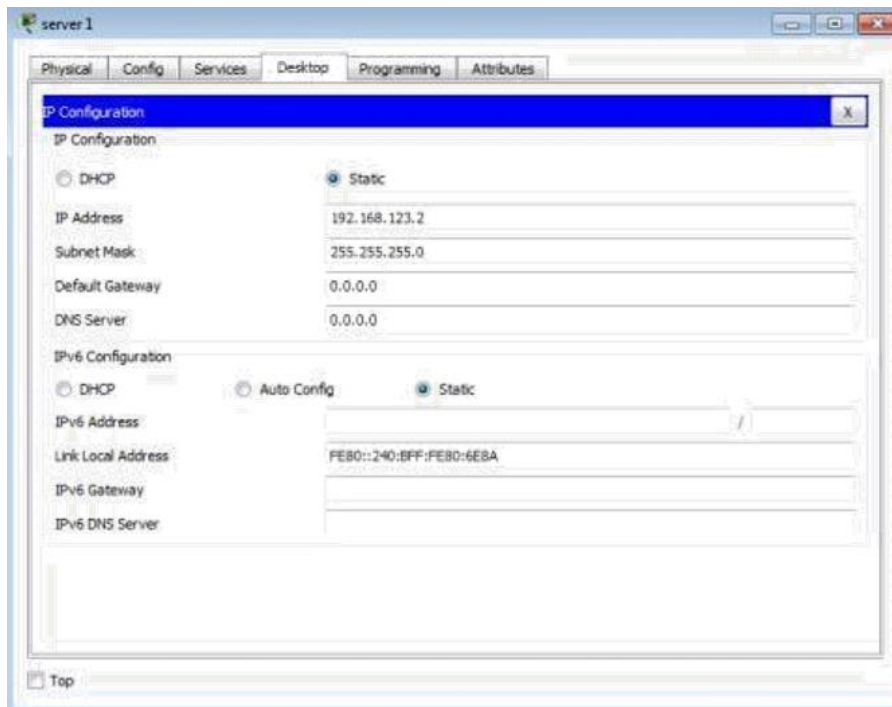 server 1
Physical Config Services Desktop Programming Attributes
IP Configuration X
IP Configuration
DHCP Static
IP Address 192.168.123.2
Subnet Mask 255.255.255.0
Default Gateway 0.0.0.0
DNS Server 0.0.0.0
IPv6 Configuration
DHCP Auto Config Static
IPv6 Address /
Link Local Address FE80::240:BFF:FE80:6E8A
IPv6 Gateway
IPv6 DNS Server
Top